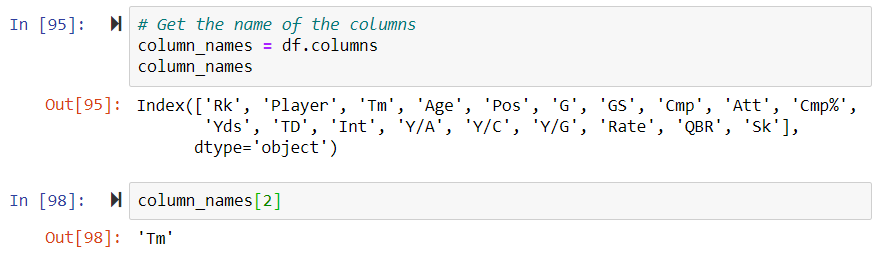 In [95]: # Get the name of the columns
column_names = df.columns
column_names
Out[95]: Index(['Rk', 'Player', 'Tm', 'Age', 'Pos', 'G', 'GS', 'Cmp', 'Att', 'Cmp%',
'Yds', 'TD', 'Int', 'Y/A', 'Y/C', 'Y/G', 'Rate', 'QBR', 'Sk'],
dtype='object')
In [98]: column_names[2]
Out[98]: 'Tm'